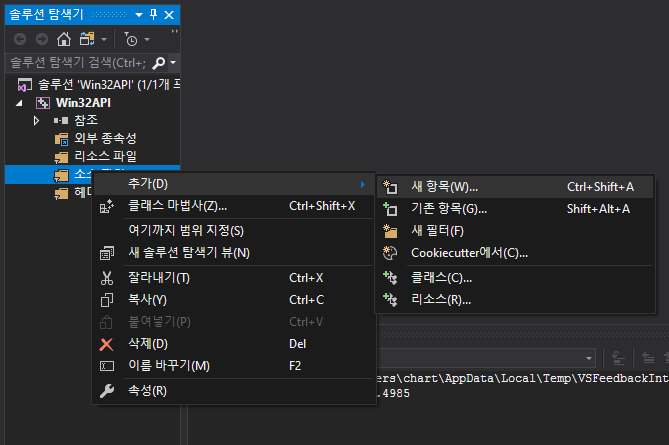 솔루션 탐색기
솔루션 탐색기 검색(Ctrl+;
솔루션 'Win32API' (1/1개 프
Win32API
참조
외부 종속성
리소스 파일
소스
헤더
추가(D)
클래스 마법사(Z)... Ctrl+Shift+X
여기까지 범위 지정(S)
새 솔루션 탐색기 뷰(N)
잘라내기(T) Ctrl+X
복사(Y) Ctrl+C
붙여넣기(P) Ctrl+V
삭제(D) Del
이름 바꾸기(M) F2
속성(R)
새 항목(W)... Ctrl+Shift+A
기존 항목(G)... Shift+Alt+A
새 필터(F)
Cookiecutter에서(C)...
클래스(C)...
리소스(R)...
ers\chart\AppData\Local\Temp\VSFeedbackInt
.4985